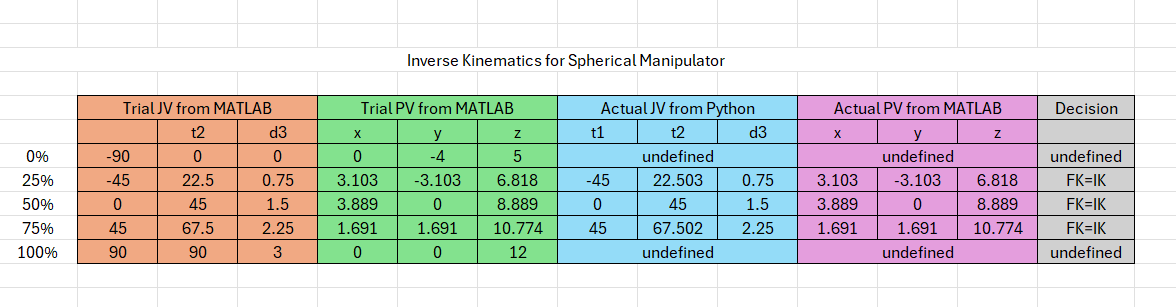 Inverse Kinematics for Spherical Manipulator
Trial JV from MATLAB Trial PV from MATLAB Actual JV from Python Actual PV from MATLAB Decision
t2 d3 x y z t1 t2 d3 x y z
0% -90 0 0 0 -4 5 undefined undefined undefined
25% -45 22.5 0.75 3.103 -3.103 6.818 -45 22.503 0.75 3.103 -3.103 6.818 FK=IK
50% 0 45 1.5 3.889 0 8.889 0 45 1.5 3.889 0 8.889 FK=IK
75% 45 67.5 2.25 1.691 1.691 10.774 45 67.502 2.25 1.691 1.691 10.774 FK=IK
100% 90 90 3 0 0 12 undefined undefined undefined